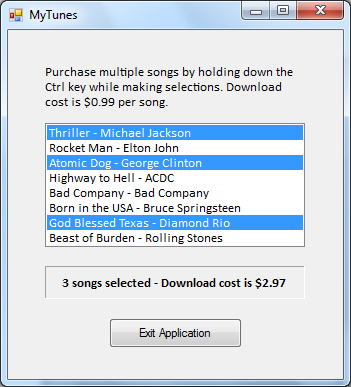 MyTunes
Purchase multiple songs by holding down the
Ctrl key while making selections. Download
cost is $0.99 per song.
Thriller - Michael Jackson
Rocket Man - Elton John
Atomic Dog - George Clinton
Highway to Hell - ACDC
Bad Company - Bad Company
Born in the USA - Bruce Springsteen
God Blessed Texas - Diamond Rio
Beast of Burden - Rolling Stones
3 songs selected - Download cost is $2.97
Exit Application